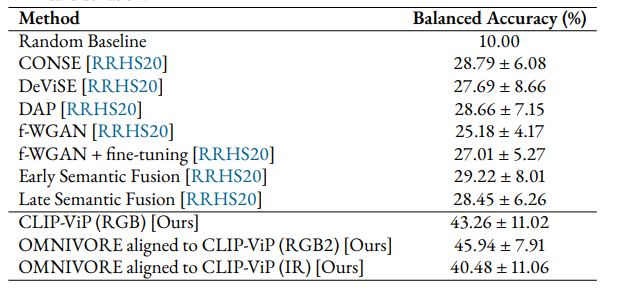 Method Balanced Accuracy (%)
Random Baseline 10.00
CONSE [RRHS20] 28.79 ± 6.08
DeViSE [RRHS20] 27.69 ± 8.66
DAP [RRHS20] 28.66 ± 7.15
f-WGAN [RRHS20] 25.18 ± 4.17
f-WGAN + fine-tuning [RRHS20] 27.01 ± 5.27
Early Semantic Fusion [RRHS20] 29.22 ± 8.01
Late Semantic Fusion [RRHS20] 28.45 ± 6.26
CLIP-ViP (RGB) [Ours] 43.26 ± 11.02
OMNIVORE aligned to CLIP-ViP (RGB2) [Ours] 45.94 ± 7.91
OMNIVORE aligned to CLIP-ViP (IR) [Ours] 40.48 ± 11.06